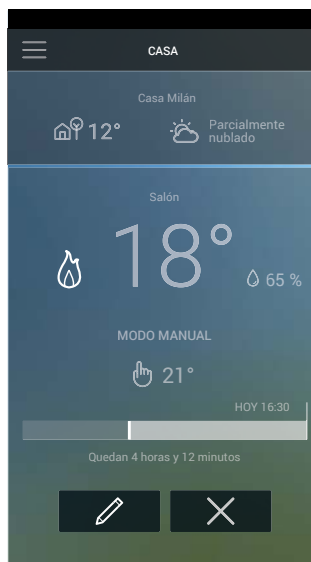 CASA
Casa Milán
12°
Parcialmente
nublado
Salón
18°
65 %
MODO MANUAL
21°
HOY 16:30
Quedan 4 horas y 12 minutos